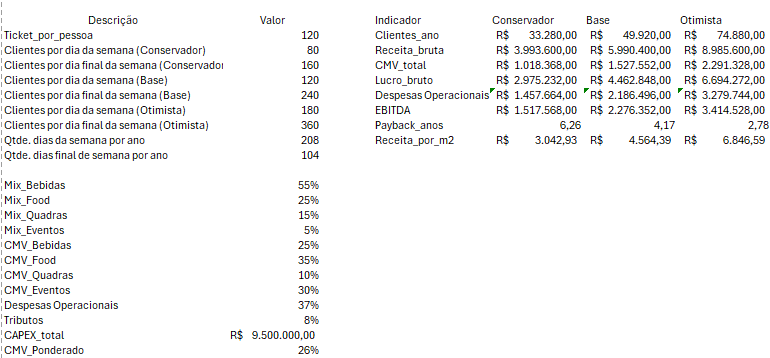 Descrição Valor Indicador Conservador Base Otimista
Ticket_por_pessoa 120 Clientes_ano R$ 33.280,00 R$ 49.920,00 R$ 74.880,00
Clientes por dia da semana (Conservador) 80 Receita_bruta R$ 3.993.600,00 R$ 5.990.400,00 R$ 8.985.600,00
Clientes por dia final da semana (Conservador 160 CMV_total R$ 1.018.368,00 R$ 1.527.552,00 R$ 2.291.328,00
Clientes por dia da semana (Base) 120 Lucro_bruto R$ 2.975.232,00 R$ 4.462.848,00 R$ 6.694.272,00
Clientes por dia final da semana (Base) 240 Despesas Operacionais R$ 1.457.664,00 R$ 2.186.496,00 R$ 3.279.744,00
Clientes por dia da semana (Otimista) 180 EBITDA R$ 1.517.568,00 R$ 2.276.352,00 R$ 3.414.528,00
Clientes por dia final da semana (Otimista) 360 Payback_anos 6,26 4,17 2,78
Qtde. dias da semana por ano 208 Receita_por_m2 R$ 3.042,93 R$ 4.564,39 R$ 6.846,59
Qtde. dias final de semana por ano 104
Mix_Bebidas 55%
Mix_Food 25%
Mix_Quadras 15%
Mix_Eventos 5%
CMV_Bebidas 25%
CMV_Food 35%
CMV_Quadras 10%
CMV_Eventos 30%
Despesas Operacionais 37%
Tributos 8%
CAPEX_total R$ 9.500.000,00
CMV_Ponderado 26%